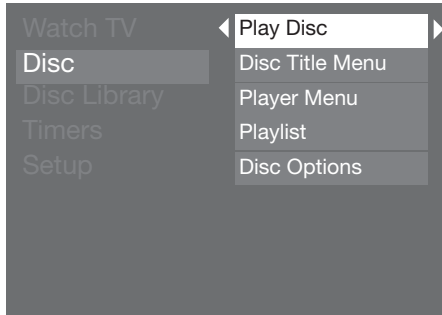 Watch TV
Disc
Disc Library
Timers
Setup
Play Disc
Disc Title Menu
Player Menu
Playlist
Disc Options